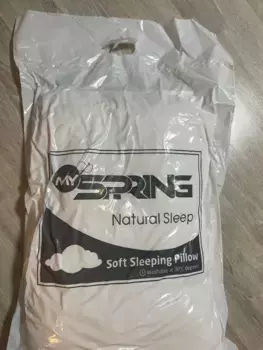 MY SPRING
Natural Sleep
Soft Sleeping Pillow